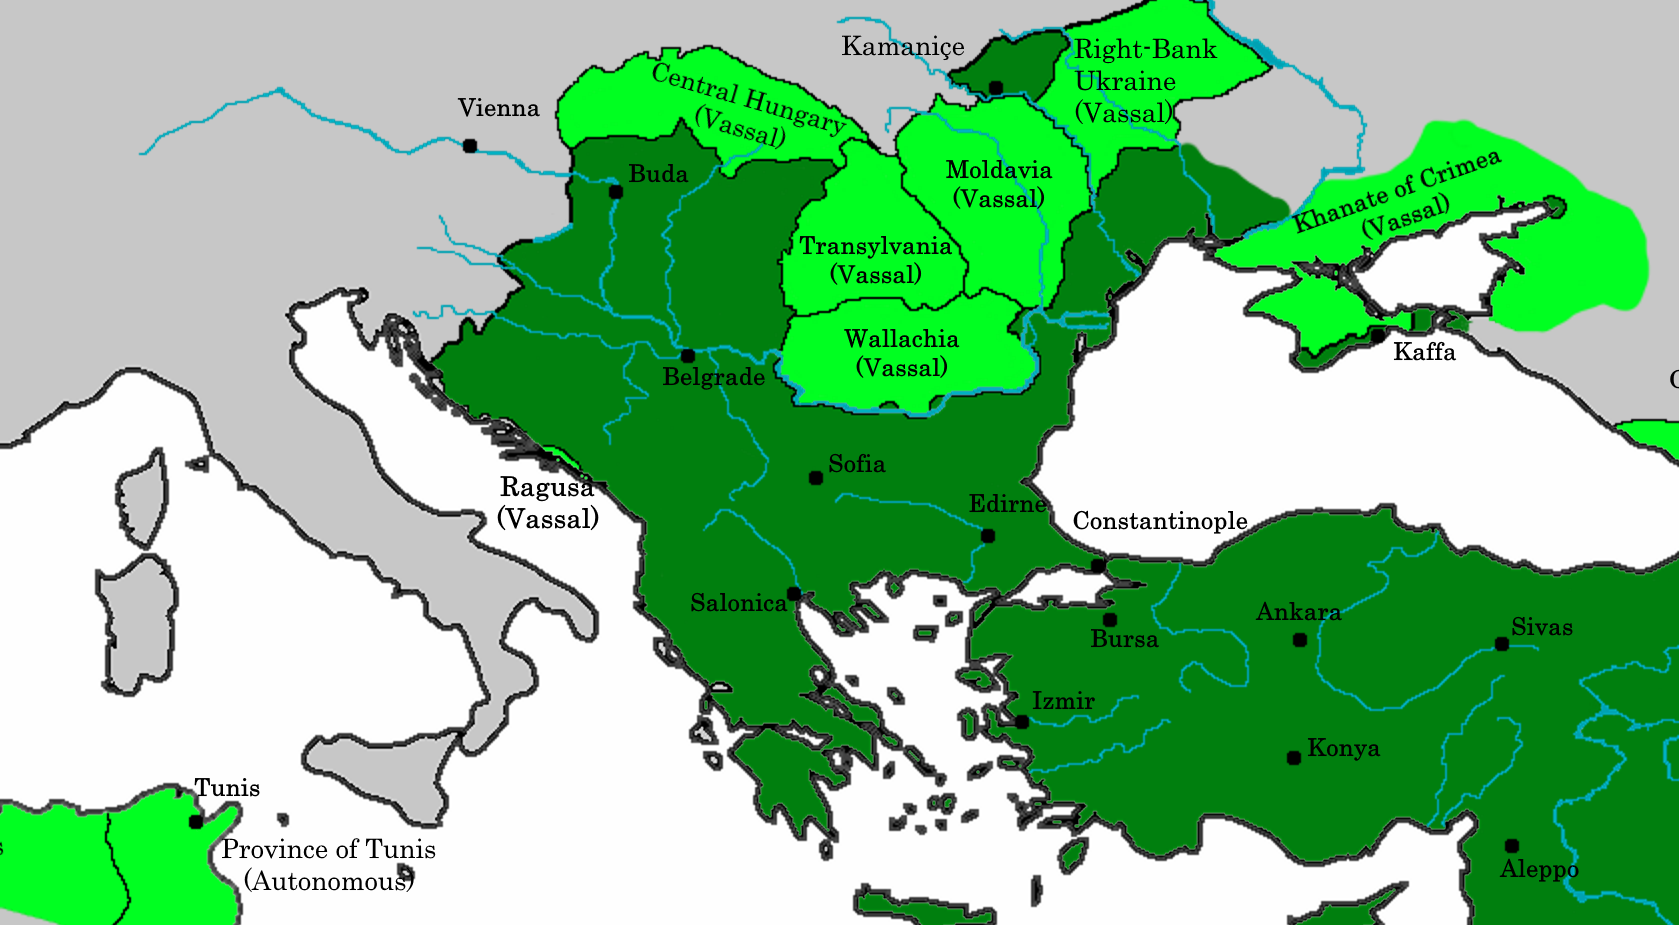 Kamaniçe
Right-Bank
Ukraine
(Vassal)
Central Hungary
(Vassal)
Vienna
Buda
Moldavia
(Vassal)
Khanate of Crimea
(Vassal)
Transylvania
(Vassal)
Wallachia
(Vassal)
Kaffa
Belgrade
Sofia
Ragusa
(Vassal)
Edirne
Constantinople
Salonica
Bursa
Ankara
Sivas
Izmir
Konya
Tunis
Province of Tunis
(Autonomous)
Aleppo